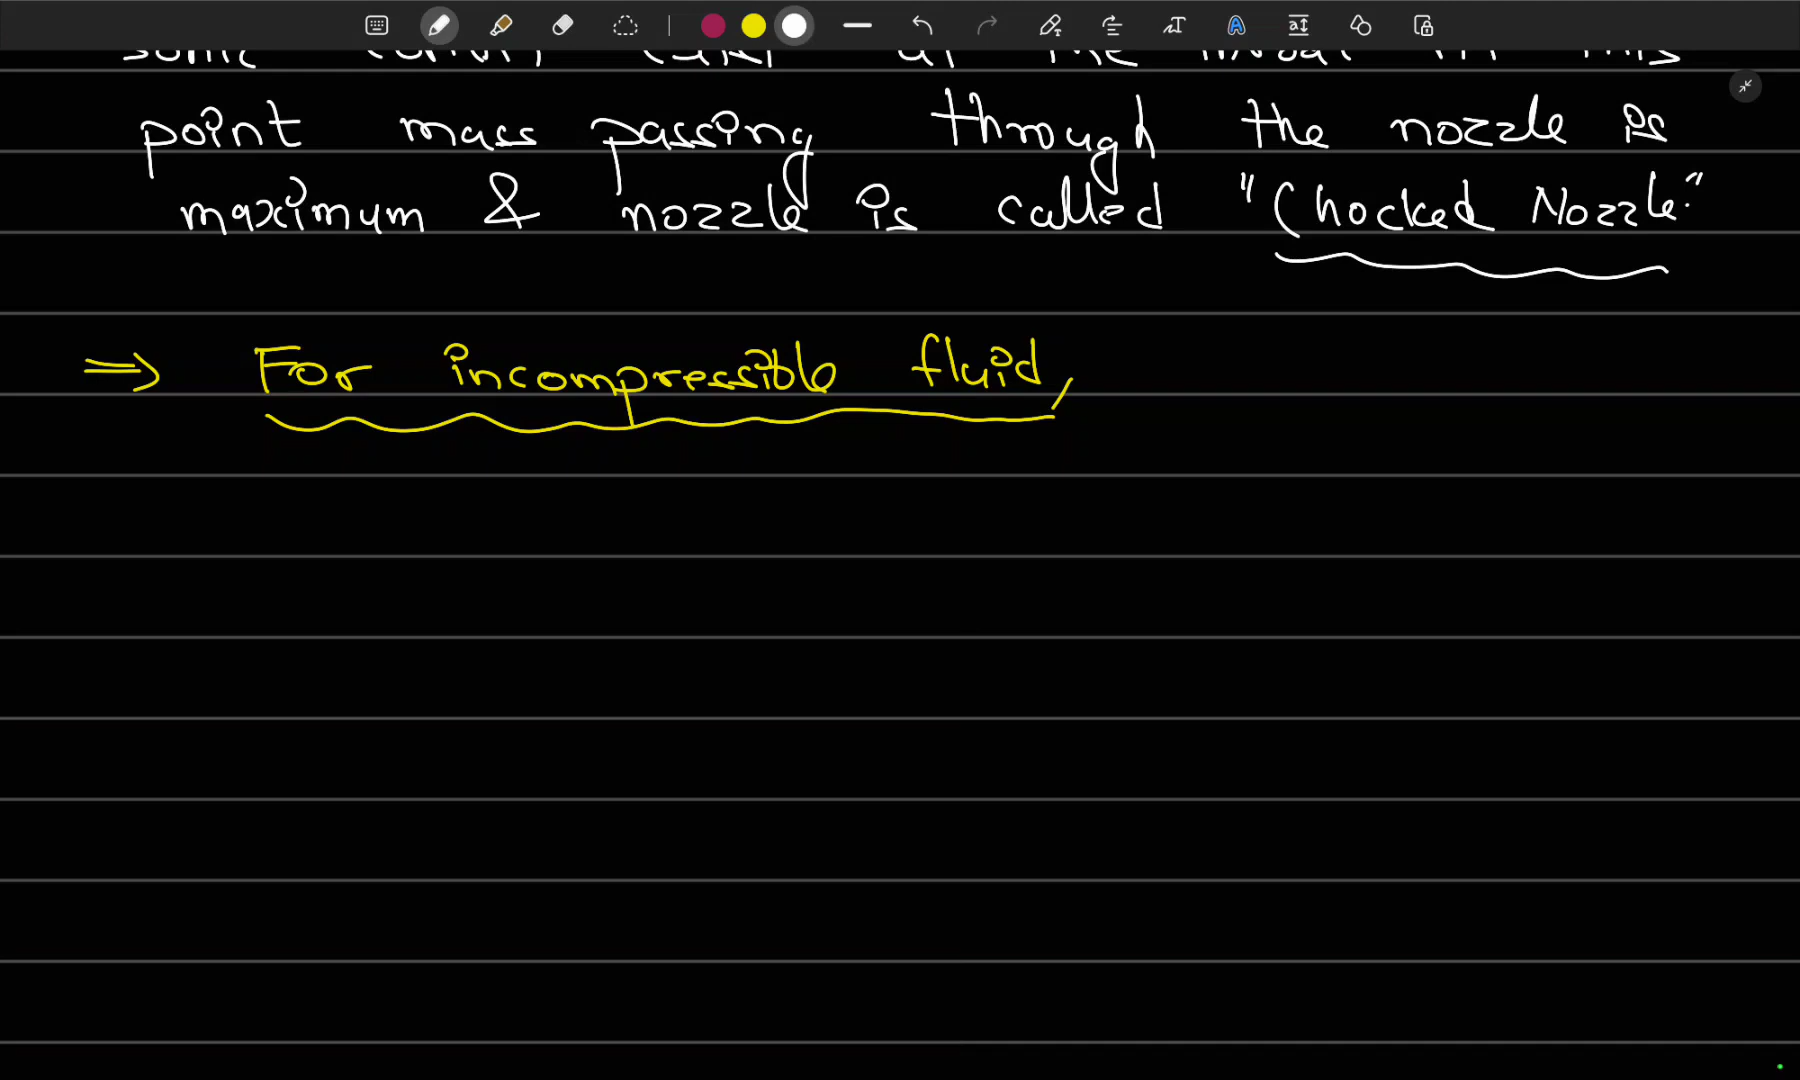 point mass passing through the nozzle is
maximum & nozzle is called "Chocked Nozzle."
⇒ For incompressible fluid,